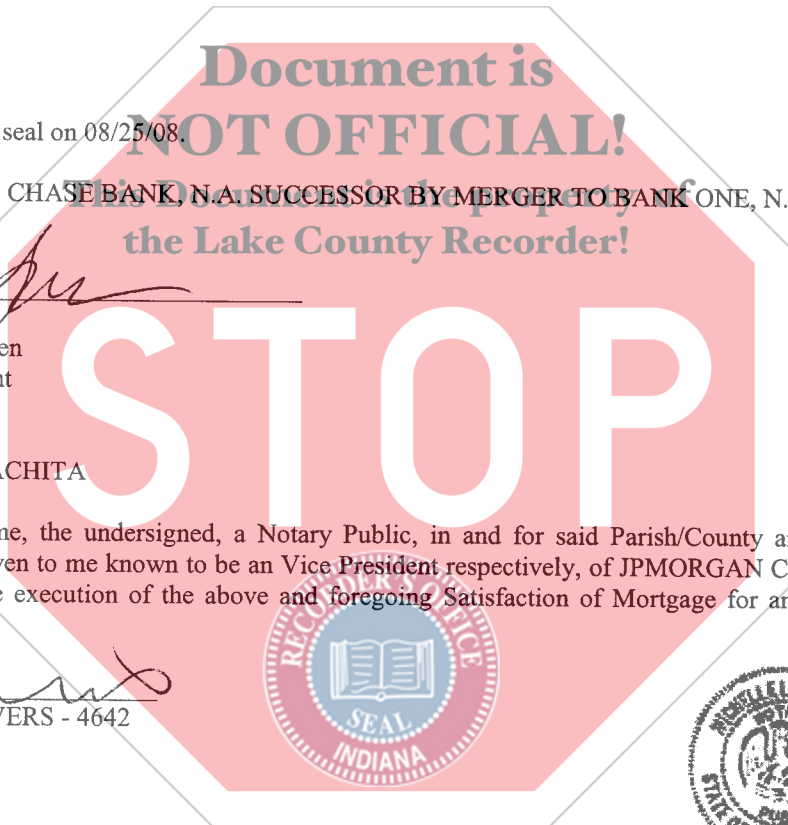 Document is
seal on 08/25/08.
NOT OFFICIAL!
CHASE BANK, N.A. SUCCESSOR BY MERGER TO BANK ONE, N.
This Document is the property of
the Lake County Recorder!
STOP
en
nt
ACHITA
me, the undersigned, a Notary Public, in and for said Parish/County a
ven to me known to be an Vice President respectively, of JPMORGAN C
e execution of the above and foregoing Satisfaction of Mortgage for an
RECORDER'S OFFICE
SEAL
INDIANA
VERS - 4642
STATE